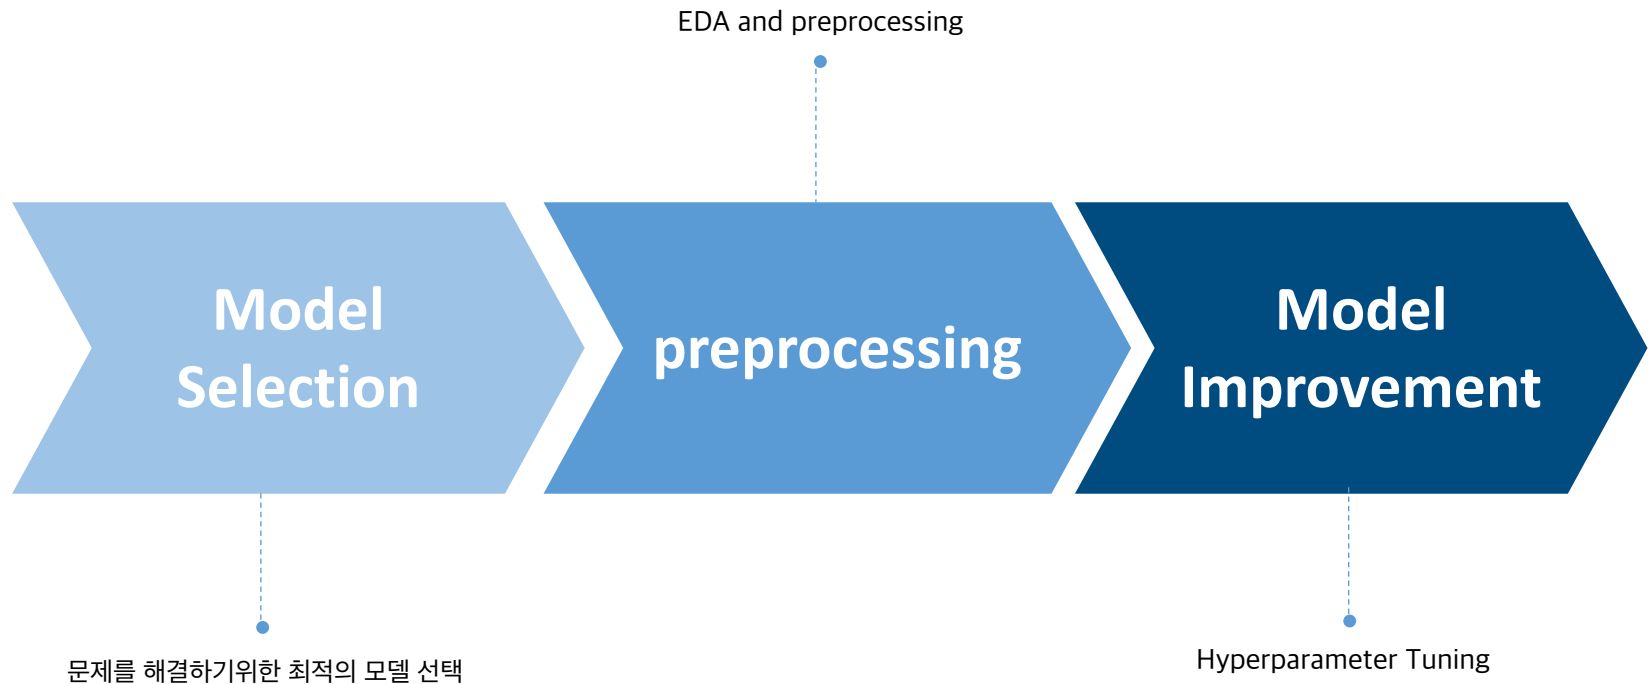 EDA and preprocessing
Model
Selection
preprocessing
Model
Improvement
문제를 해결하기위한 최적의 모델 선택
Hyperparameter Tuning